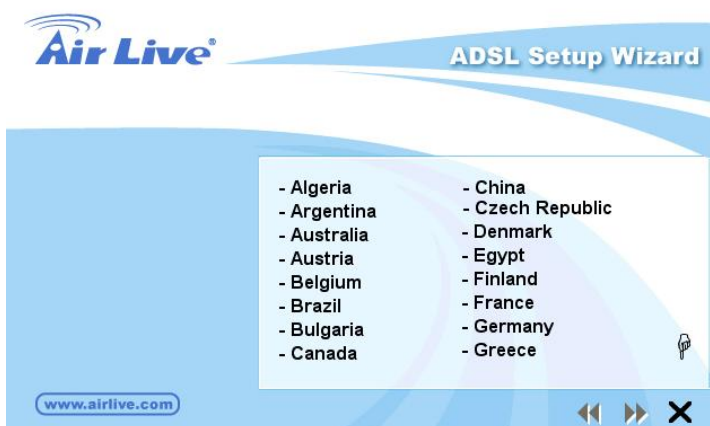 Air Live®
ADSL Setup Wizard
- Algeria
- Argentina
- Australia
- Austria
- Belgium
- Brazil
- Bulgaria
- Canada
- China
- Czech Republic
- Denmark
- Egypt
- Finland
- France
- Germany
- Greece
www.airlive.com